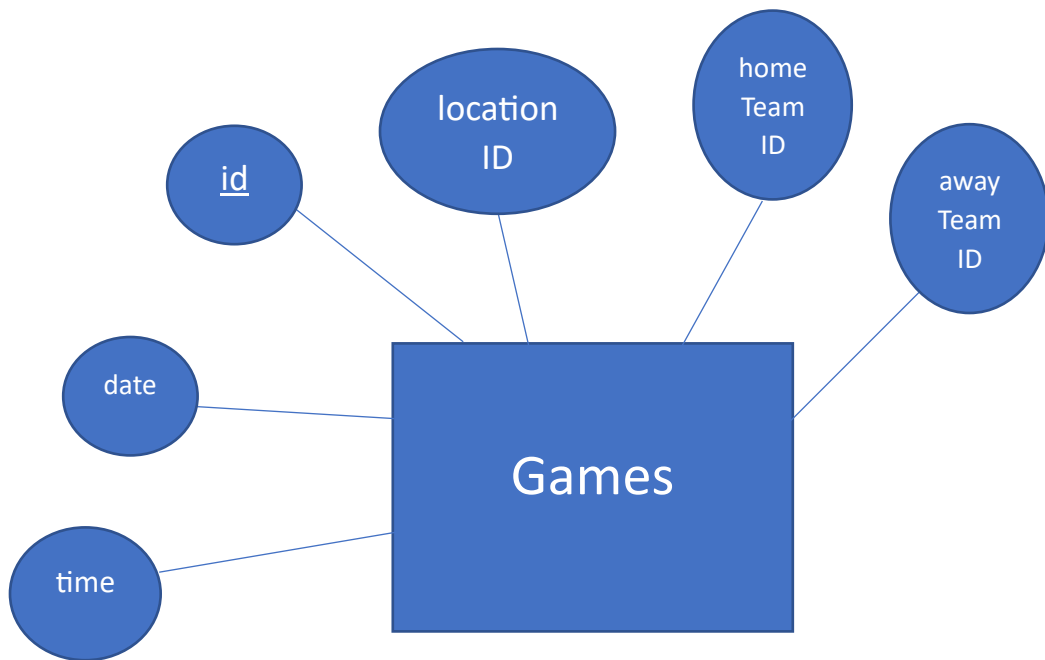 id
location
ID
home
Team
ID
away
Team
ID
date
Games
time